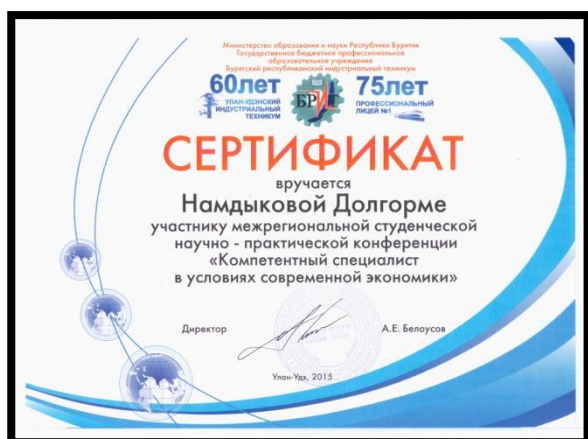 Министерство образования и науки Республики Бурятия
Государственное бюджетное профессиональное
образовательное учреждение
Бурятский республиканский индустриальный техникум
60лет
УЛАН-УДЭНСКИЙ
ИНДУСТРИАЛЬНЫЙ
ТЕХНИКУМ
БРИТ
75лет
ПРОФЕССИОНАЛЬНЫЙ
ЛИЦЕЙ №1
СЕРТИФИКАТ
вручается
Намдыковой Долгорме
участнику межрегиональной студенческой
научно - практической конференции
«Компетентный специалист
в условиях современной экономики»
Директор
А.Е. Белоусов
Улан-Удэ, 2015